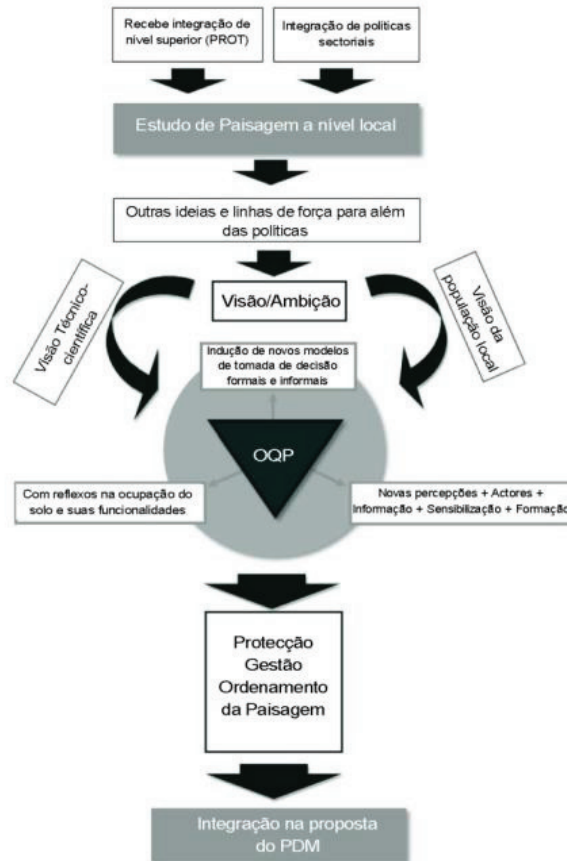 Recebe integração de
nível superior (PROT)
Integração de políticas
sectoriais
Estudo de Paisagem a nível local
Outras ideias e linhas de força para além
das políticas
Visão/Ambição
Visão Técnico-
científica
Visão da
população local
Indução de novos modelos
de tomada de decisão
formais e informais
OQP
Com reflexos na ocupação do
solo e suas funcionalidades
Novas percepções + Actores +
Informação + Sensibilização + Formação
Protecção
Gestão
Ordenamento
da Paisagem
Integração na proposta
do PDM